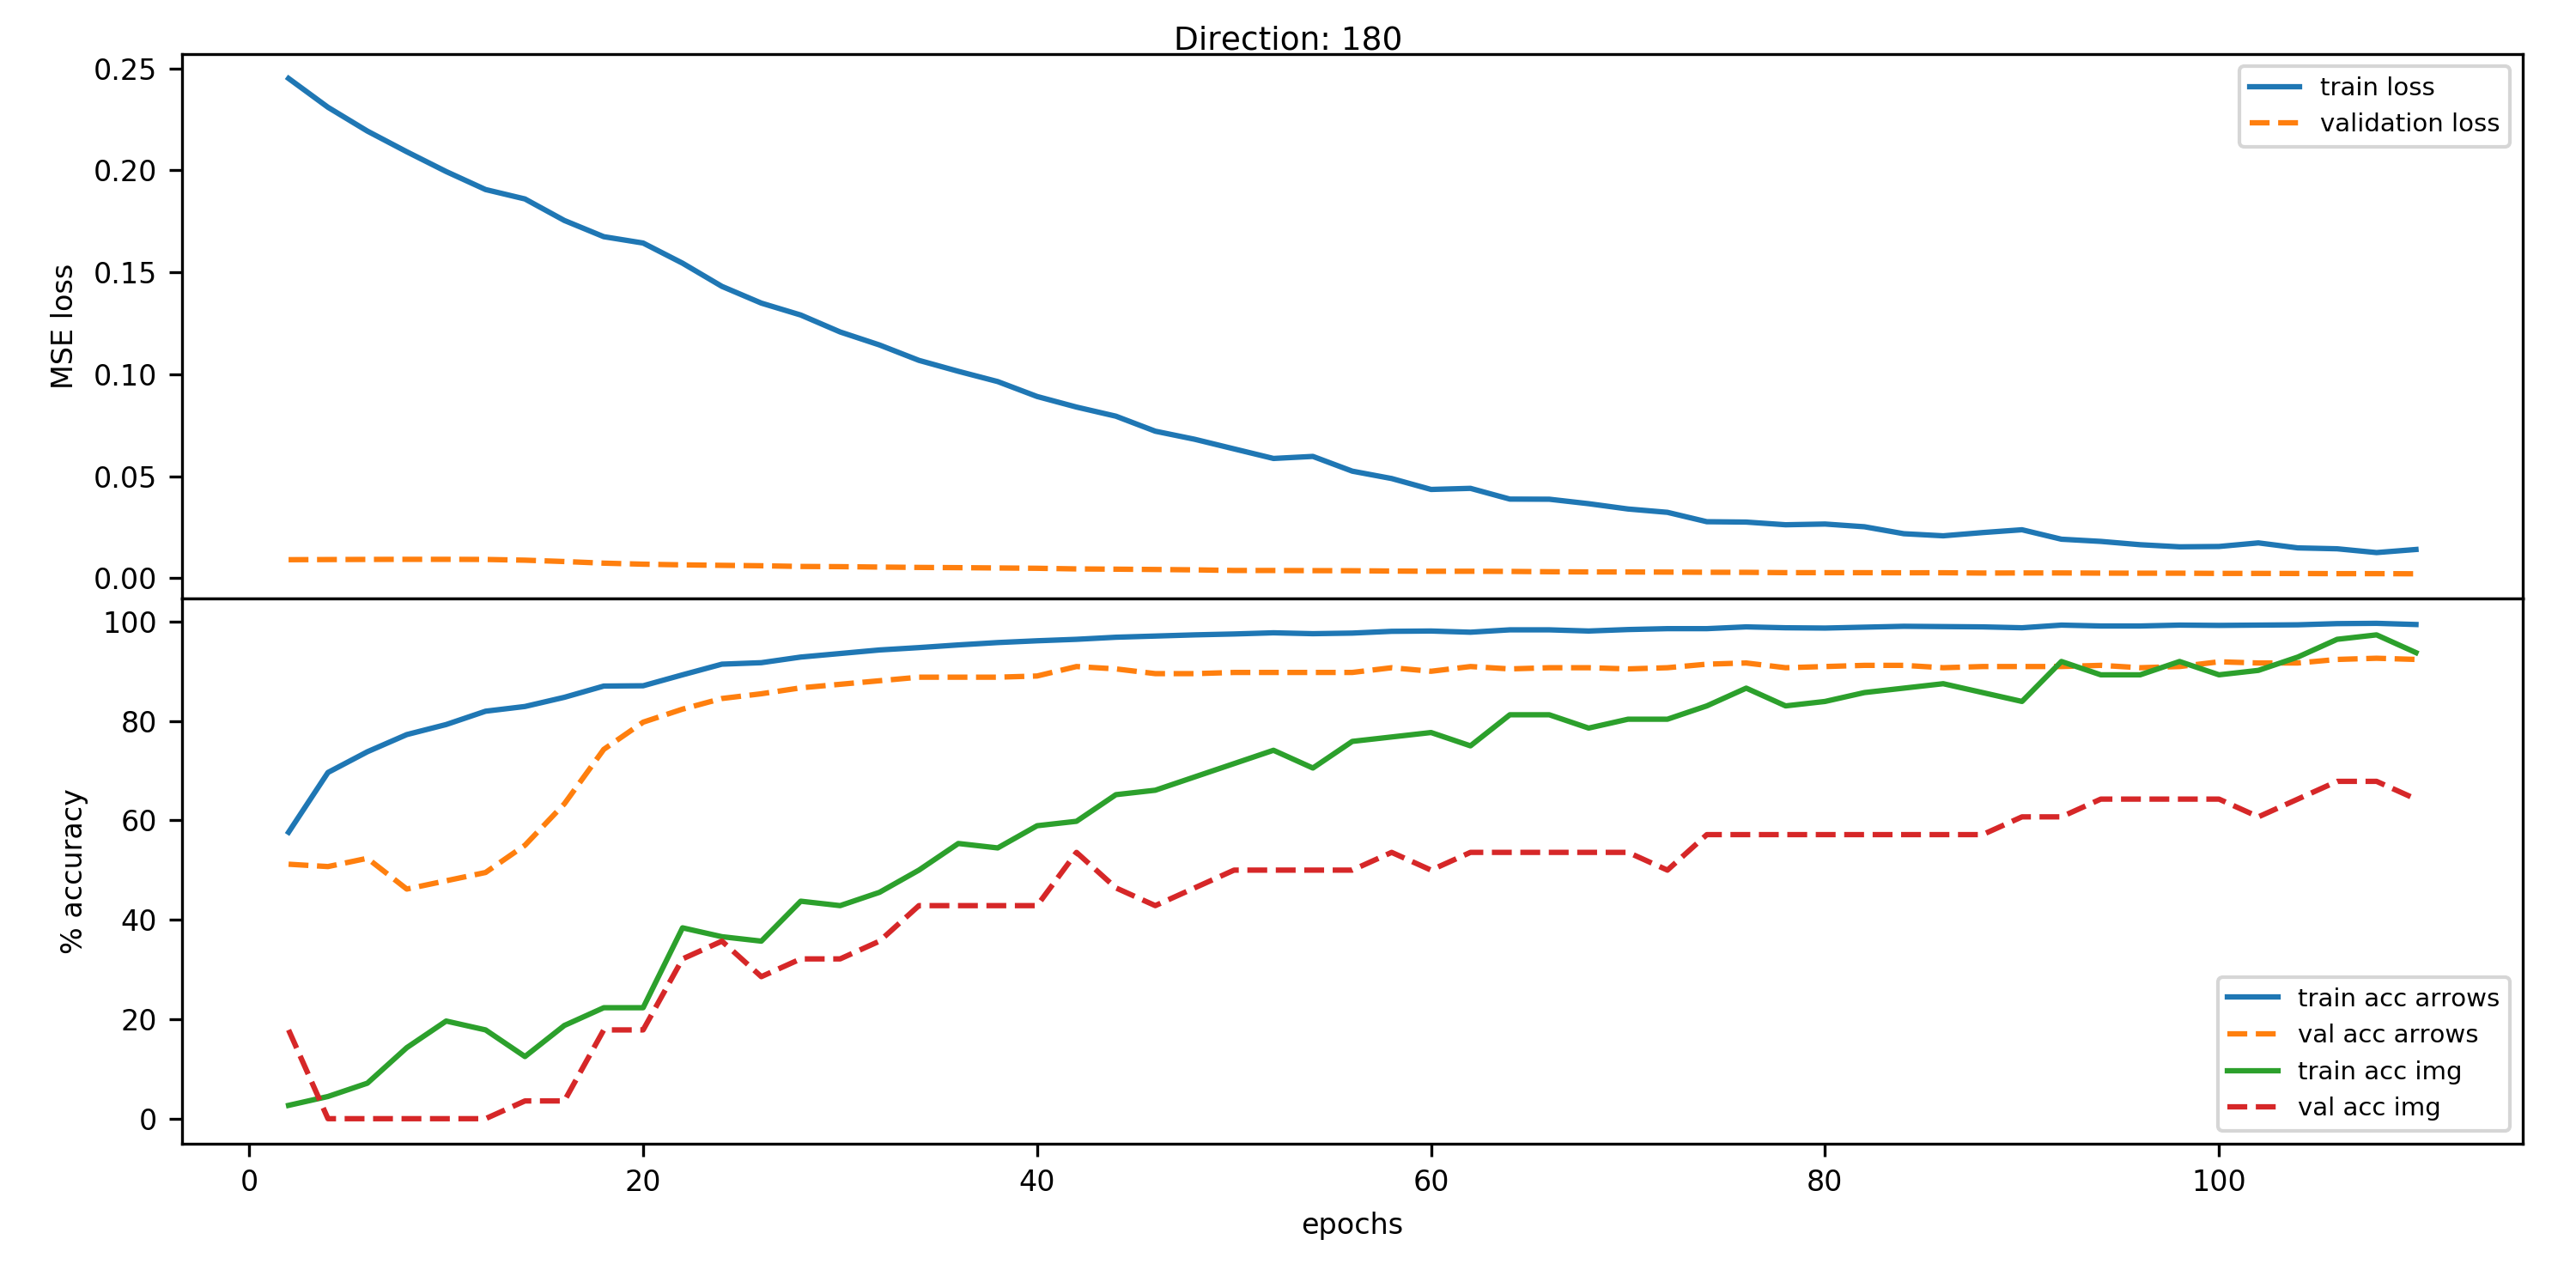 Direction: 180
0.25
0.20
0.15
0.10
0.05
0.00
MSE loss
train loss
validation loss
100
80
60
40
20
0
% accuracy
train acc arrows
val acc arrows
train acc img
val acc img
0 20 40 60 80 100
epochs